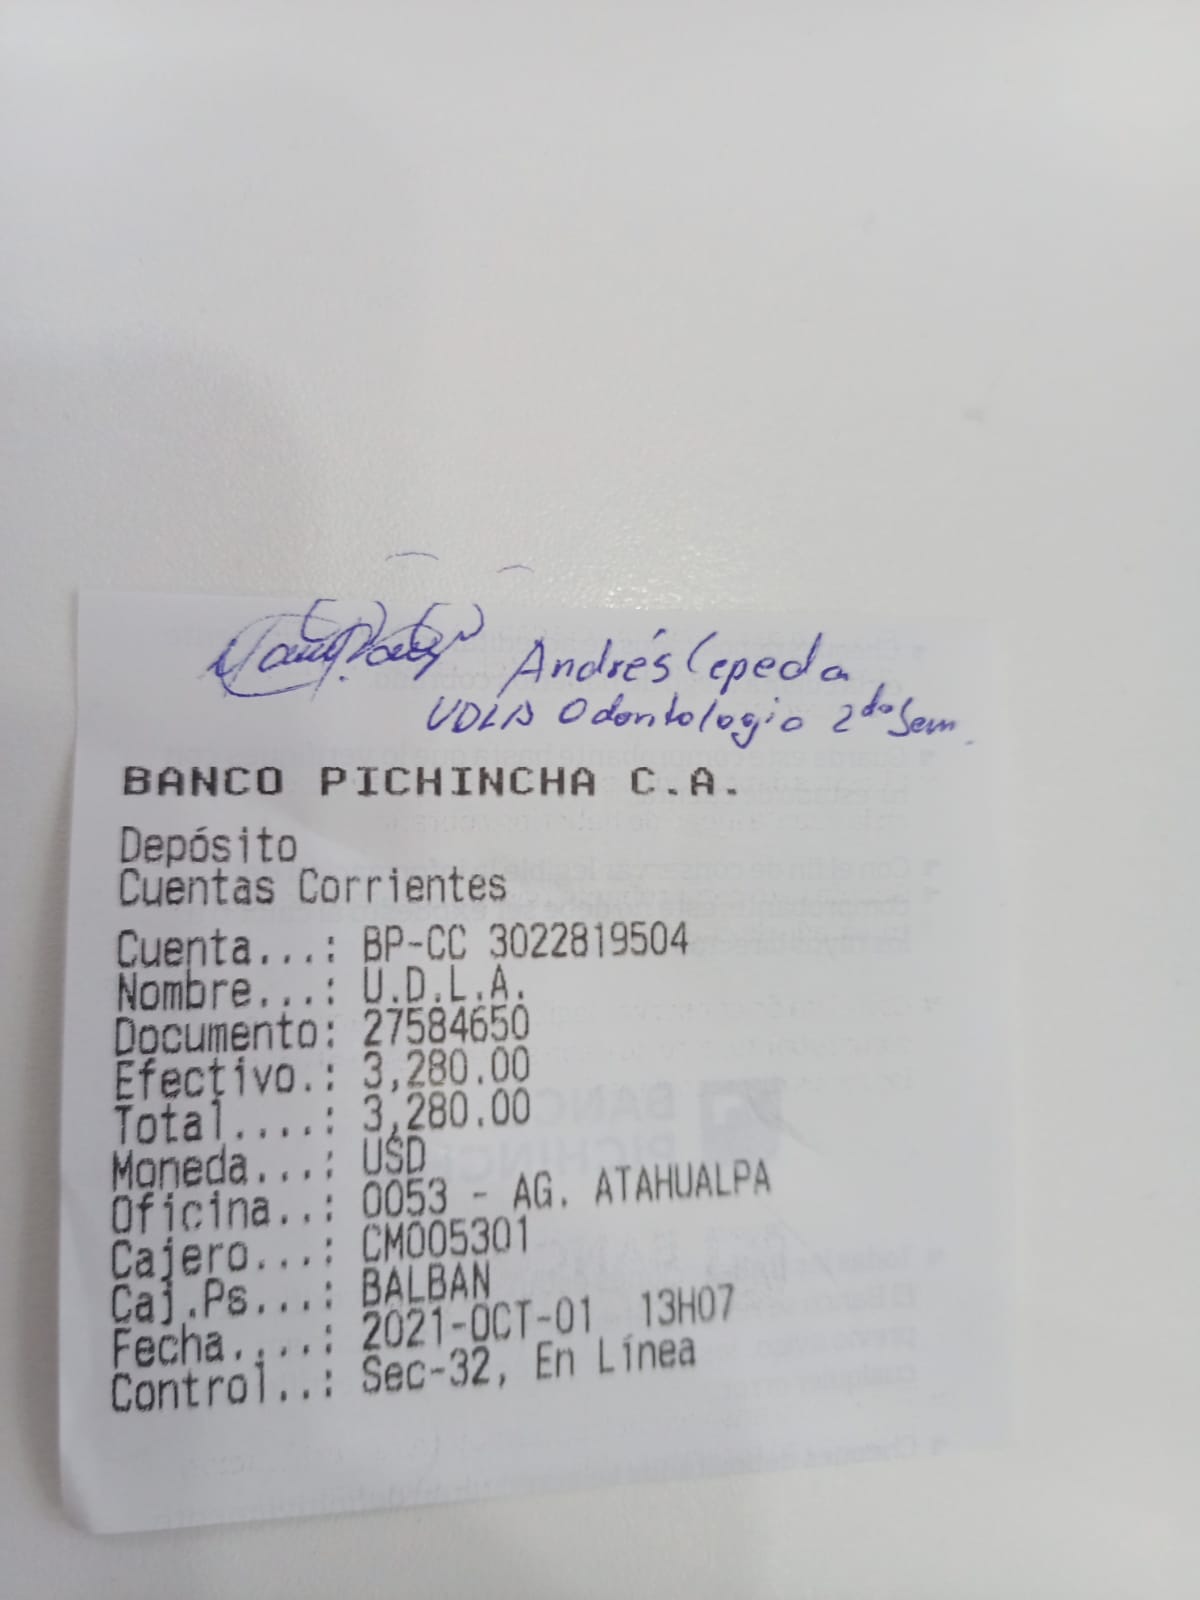 Andrés Cepeda
UDLA Odontologio 2do Sem.
BANCO PICHINCHA C.A.
Depósito
Cuentas Corrientes
Cuenta...: BP-CC 3022819504
Nombre...: U.D.L.A.
Documento: 27584650
Efectivo.: 3,280.00
Total....: 3,280.00
Moneda...: USD
Oficina..: 0053 - AG. ATAHUALPA
Cajero...: CM005301
Caj.Ps...: BALBAN
Fecha....: 2021-OCT-01 13H07
Control..: Sec-32, En Línea